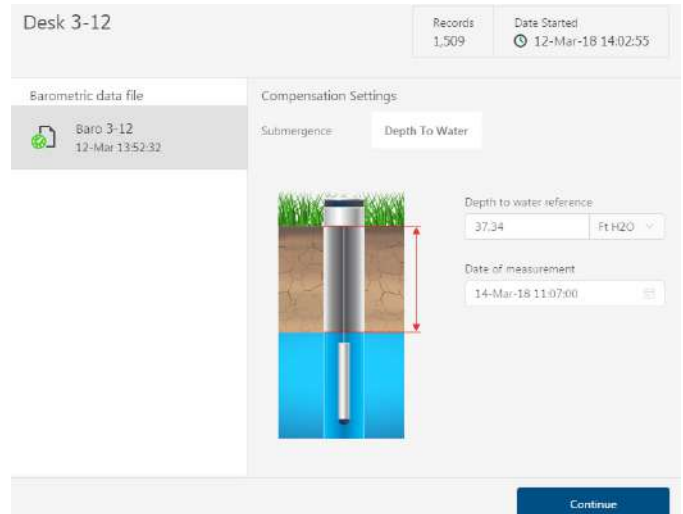 Desk 3-12
Records
1,509
Date Started
12-Mar-18 14:02:55
Barometric data file
Baro 3-12
12-Mar 13:52:32
Compensation Settings
Submergence
Depth To Water
Depth to water reference
37.34
Ft H2O
Date of measurement
14-Mar-18 11:07:00
Continue